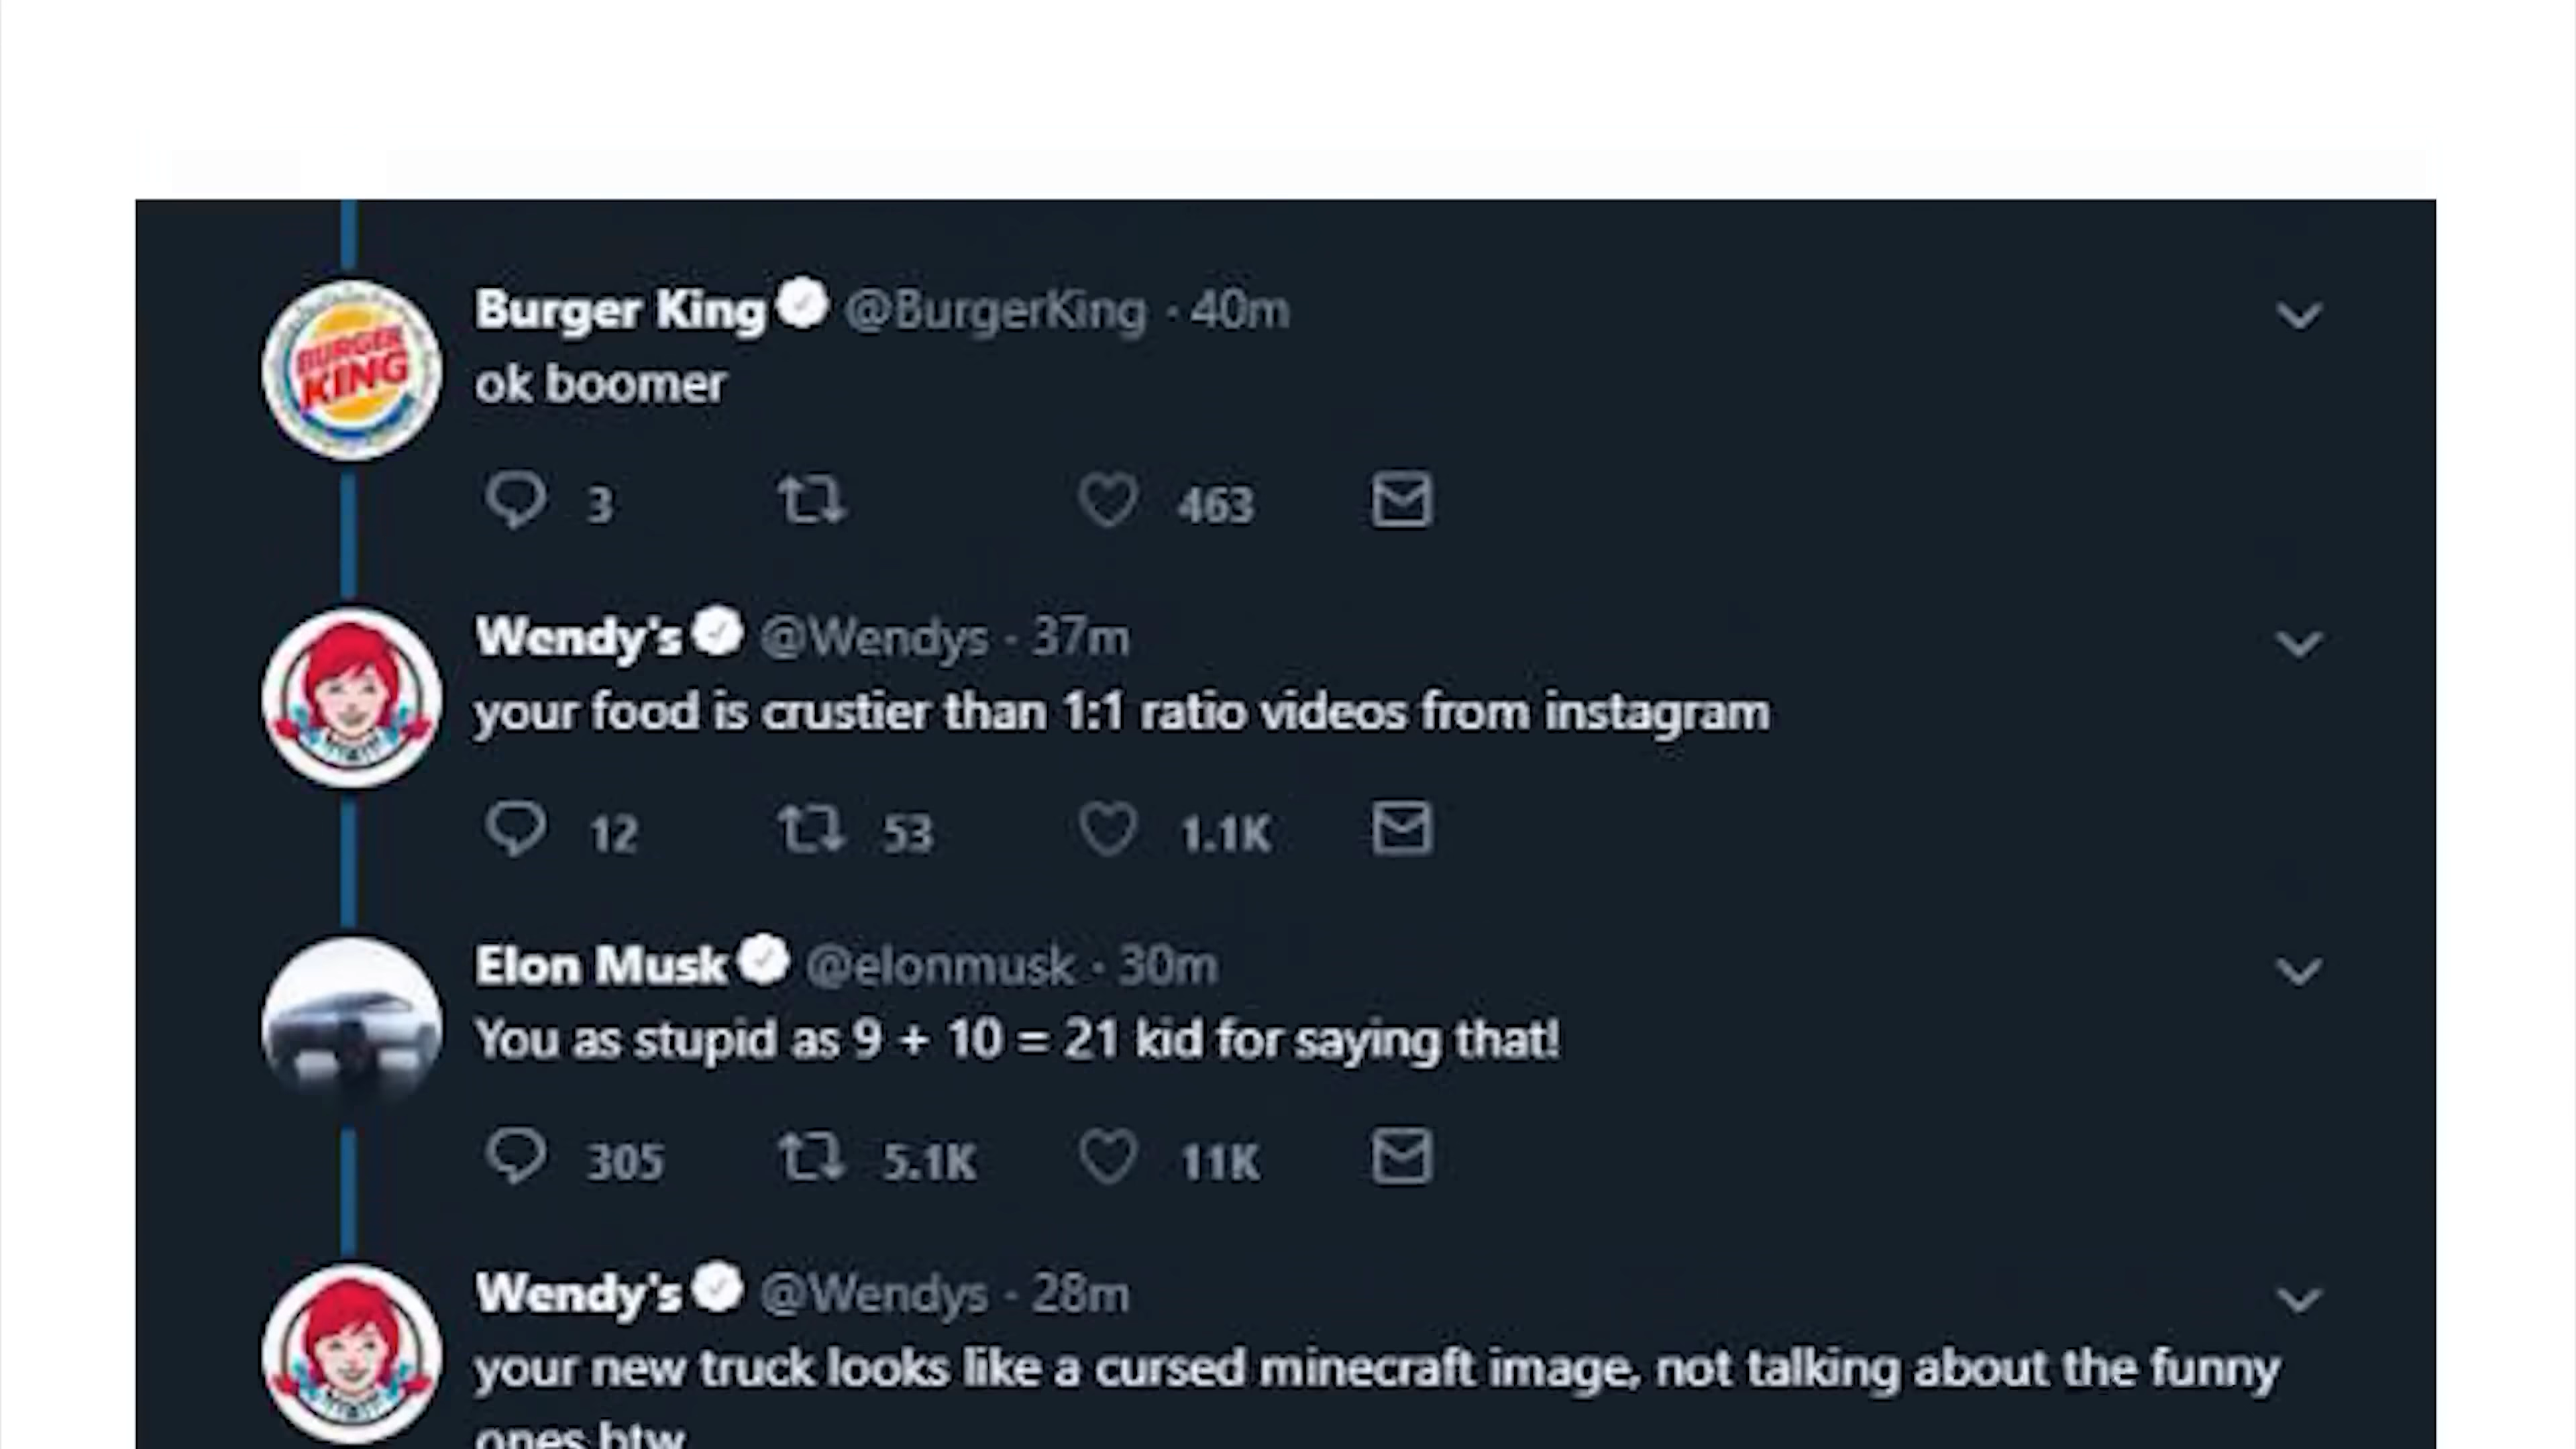 BURGER KING
Burger King @BurgerKing · 40m
ok boomer
3 463
Wendy's @Wendys · 37m
your food is crustier than 1:1 ratio videos from instagram
12 53 1.1K
Elon Musk @elonmusk · 30m
You as stupid as 9 + 10 = 21 kid for saying that!
305 5.1K 11K
Wendy's @Wendys · 28m
your new truck looks like a cursed minecraft image, not talking about the funny
ones btw